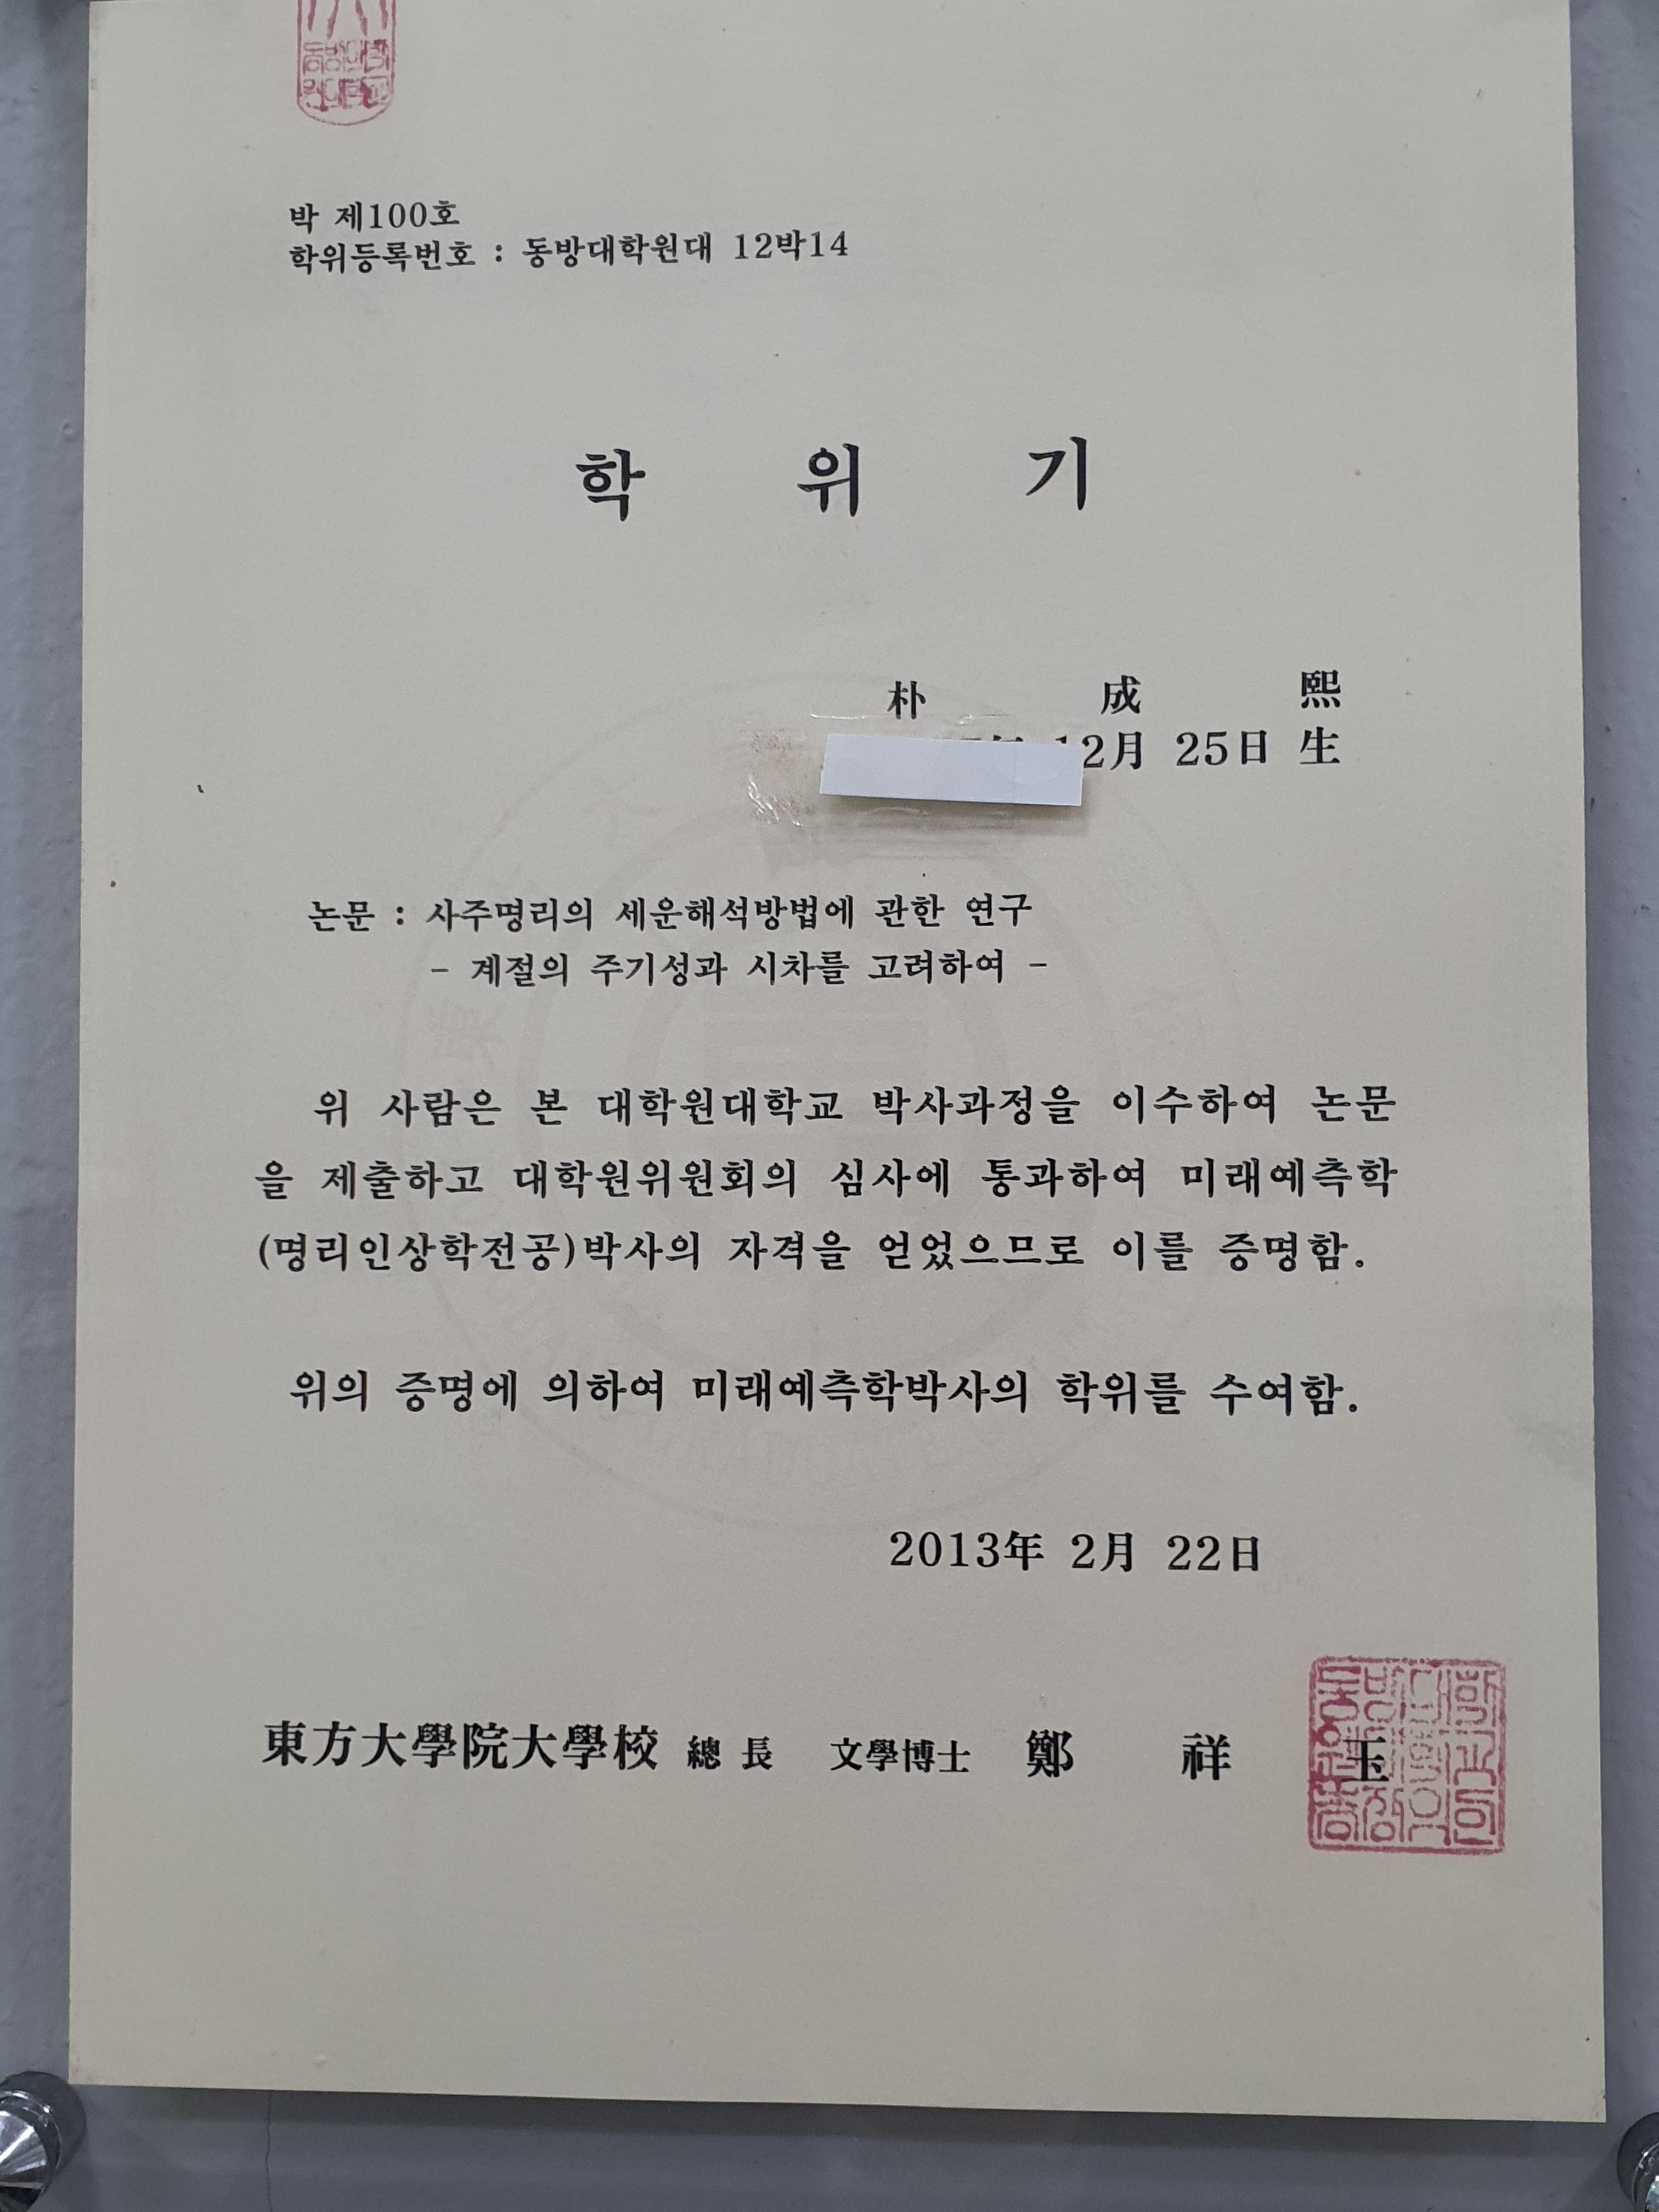 박 제100호
학위등록번호 : 동방대학원대 12박14
학 위 기
朴 成 熙
12月 25日 生
논문 : 사주명리의 세운해석방법에 관한 연구
- 계절의 주기성과 시차를 고려하여 -
위 사람은 본 대학원대학교 박사과정을 이수하여 논문
을 제출하고 대학원위원회의 심사에 통과하여 미래예측학
(명리인상학전공)박사의 자격을 얻었으므로 이를 증명함.
위의 증명에 의하여 미래예측학박사의 학위를 수여함.
2013年 2月 22日
東方大學院大學校 總 長 文學博士 鄭 祥 玉